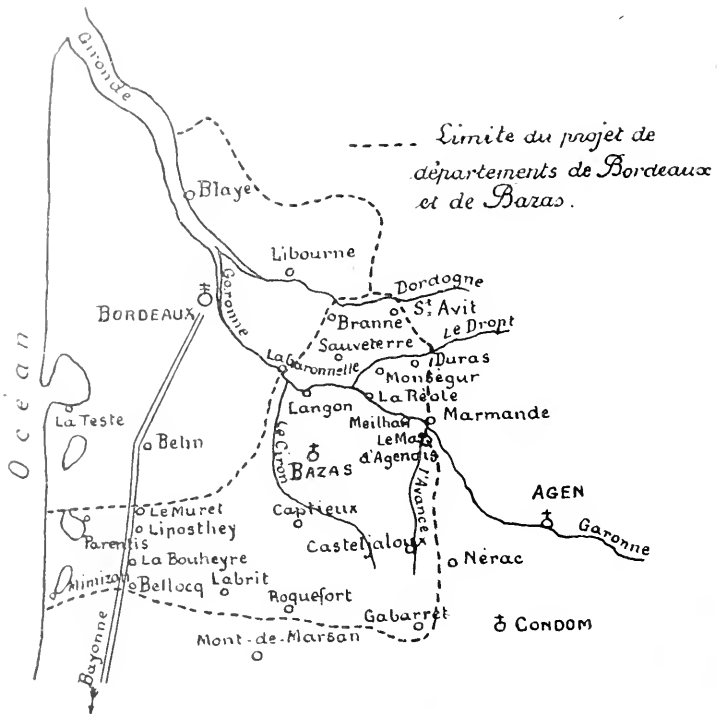 Gironde
Limite du projet de
départements de Bordeaux
et de Bazas.
Blaye
Libourne
Dordogne
BORDEAUX
Garonne
St Avit
Branne
Le Dropt
Sauveterre
La Garonnelle
Duras
Monségur
Océan
La Teste
Langon
La Réole
Marmande
Meilhan
Le Mas
d'Agenois
Belin
Le Ciron
BAZAS
l'Avance
AGEN
Garonne
Le Muret
Captieux
Liposthey
Parentis
Casteljaloux
La Bouheyre
Nérac
Mimizan
Bellocq
Labrit
Roquefort
Gabarret
CONDOM
Mont-de-Marsan
Bayonne